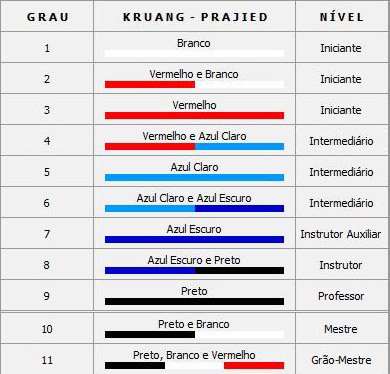 GRAU KRUANG - PRAJIED NÍVEL
1 Branco Iniciante
2 Vermelho e Branco Iniciante
3 Vermelho Iniciante
4 Vermelho e Azul Claro Intermediário
5 Azul Claro Intermediário
6 Azul Claro e Azul Escuro Intermediário
7 Azul Escuro Instrutor Auxiliar
8 Azul Escuro e Preto Instrutor
9 Preto Professor
10 Preto e Branco Mestre
11 Preto, Branco e Vermelho Grão-Mestre